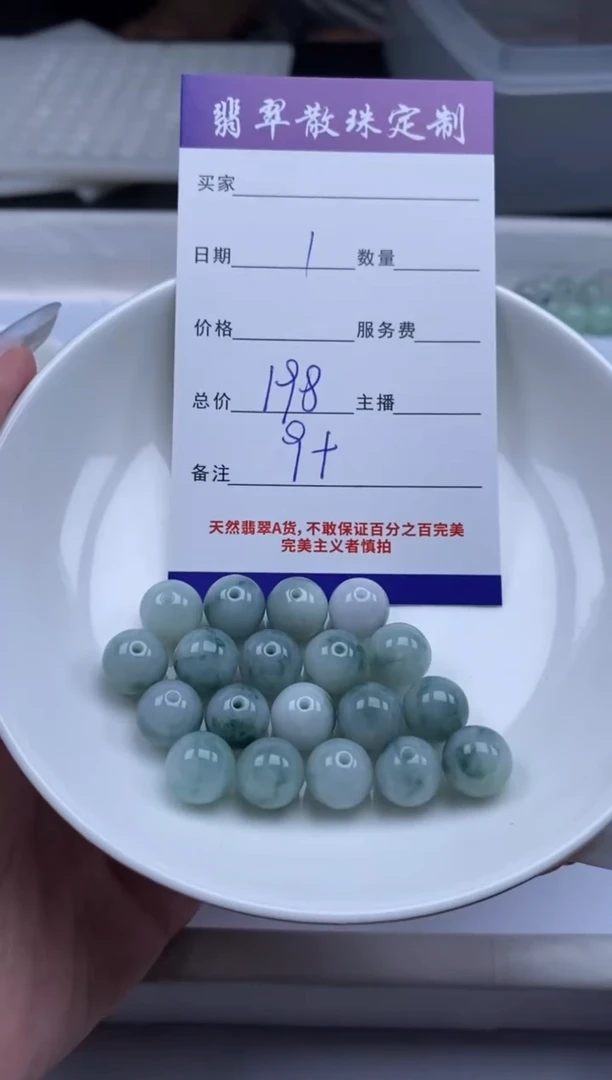 翡翠散珠定制
买家
日期 1 数量
价格 服务费
总价 198 主播
备注 9+
天然翡翠A货,不敢保证百分之百完美
完美主义者慎拍